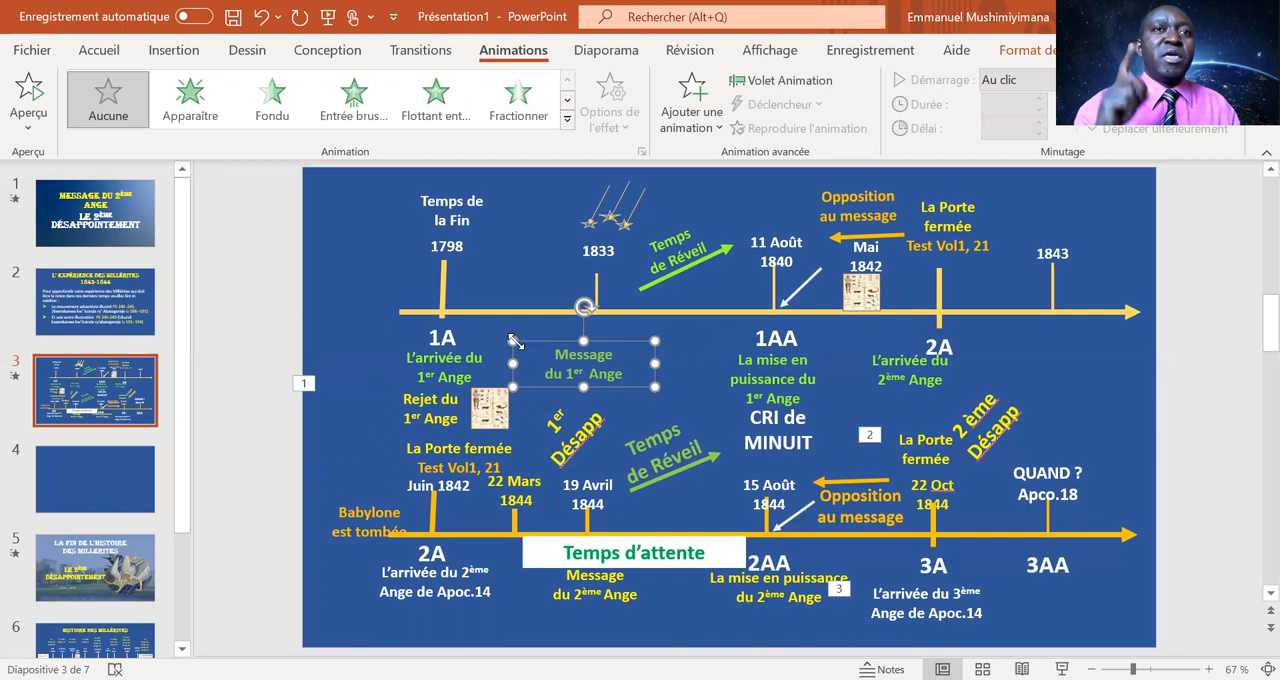 Enregistrement automatique
Présentation1 - PowerPoint
Rechercher (Alt+Q)
Emmanuel Mushimiyimana
Fichier
Accueil
Insertion
Dessin
Conception
Transitions
Animations
Diaporama
Révision
Affichage
Enregistrement
Aide
Format de
Aperçu
Aucune
Apparaître
Fondu
Entrée brus...
Flottant ent...
Fractionner
Options de
l'effet
Ajouter une
animation
Volet Animation
Déclencheur
Reproduire l'animation
Démarrage :
Au clic
Durée :
Délai :
Déplacer ultérieurement
Aperçu
Animation
Animation avancée
Minutage
1
MESSAGE DU 2ème
ANGE
LE 2ème
DÉSAPPOINTEMENT
2
L'EXPÉRIENCE DES MILLÉRITES
1843-1844
3
4
5
LA FIN DE L'HISTOIRE
DES MILLERITES
LE 2ème
DÉSAPPOINTEMENT
6
HISTOIRE DES MILLÉRITES
Temps de
la Fin
1798
1833
Temps
de Réveil
11 Août
1840
Opposition
au message
Mai
1842
La Porte
fermée
Test Vol1, 21
1843
1A
L'arrivée du
1er Ange
Message
du 1er Ange
1AA
La mise en
puissance du
1er Ange
2A
L'arrivée du
2ème Ange
1
Rejet du
1er Ange
1er
Désapp
Temps
de Réveil
CRI de
MINUIT
2
La Porte
fermée
2 ème
Désapp
La Porte fermée
Test Vol1, 21
Juin 1842
22 Mars
1844
19 Avril
1844
15 Août
1844
Opposition
au message
22 Oct
1844
QUAND ?
Apco.18
Babylone
est tombée
2A
L'arrivée du 2ème
Ange de Apoc.14
Temps d'attente
Message
du 2ème Ange
2AA
La mise en puissance
du 2ème Ange
3
3A
L'arrivée du 3ème
Ange de Apoc.14
3AA
Diapositive 3 de 7
Notes
67 %